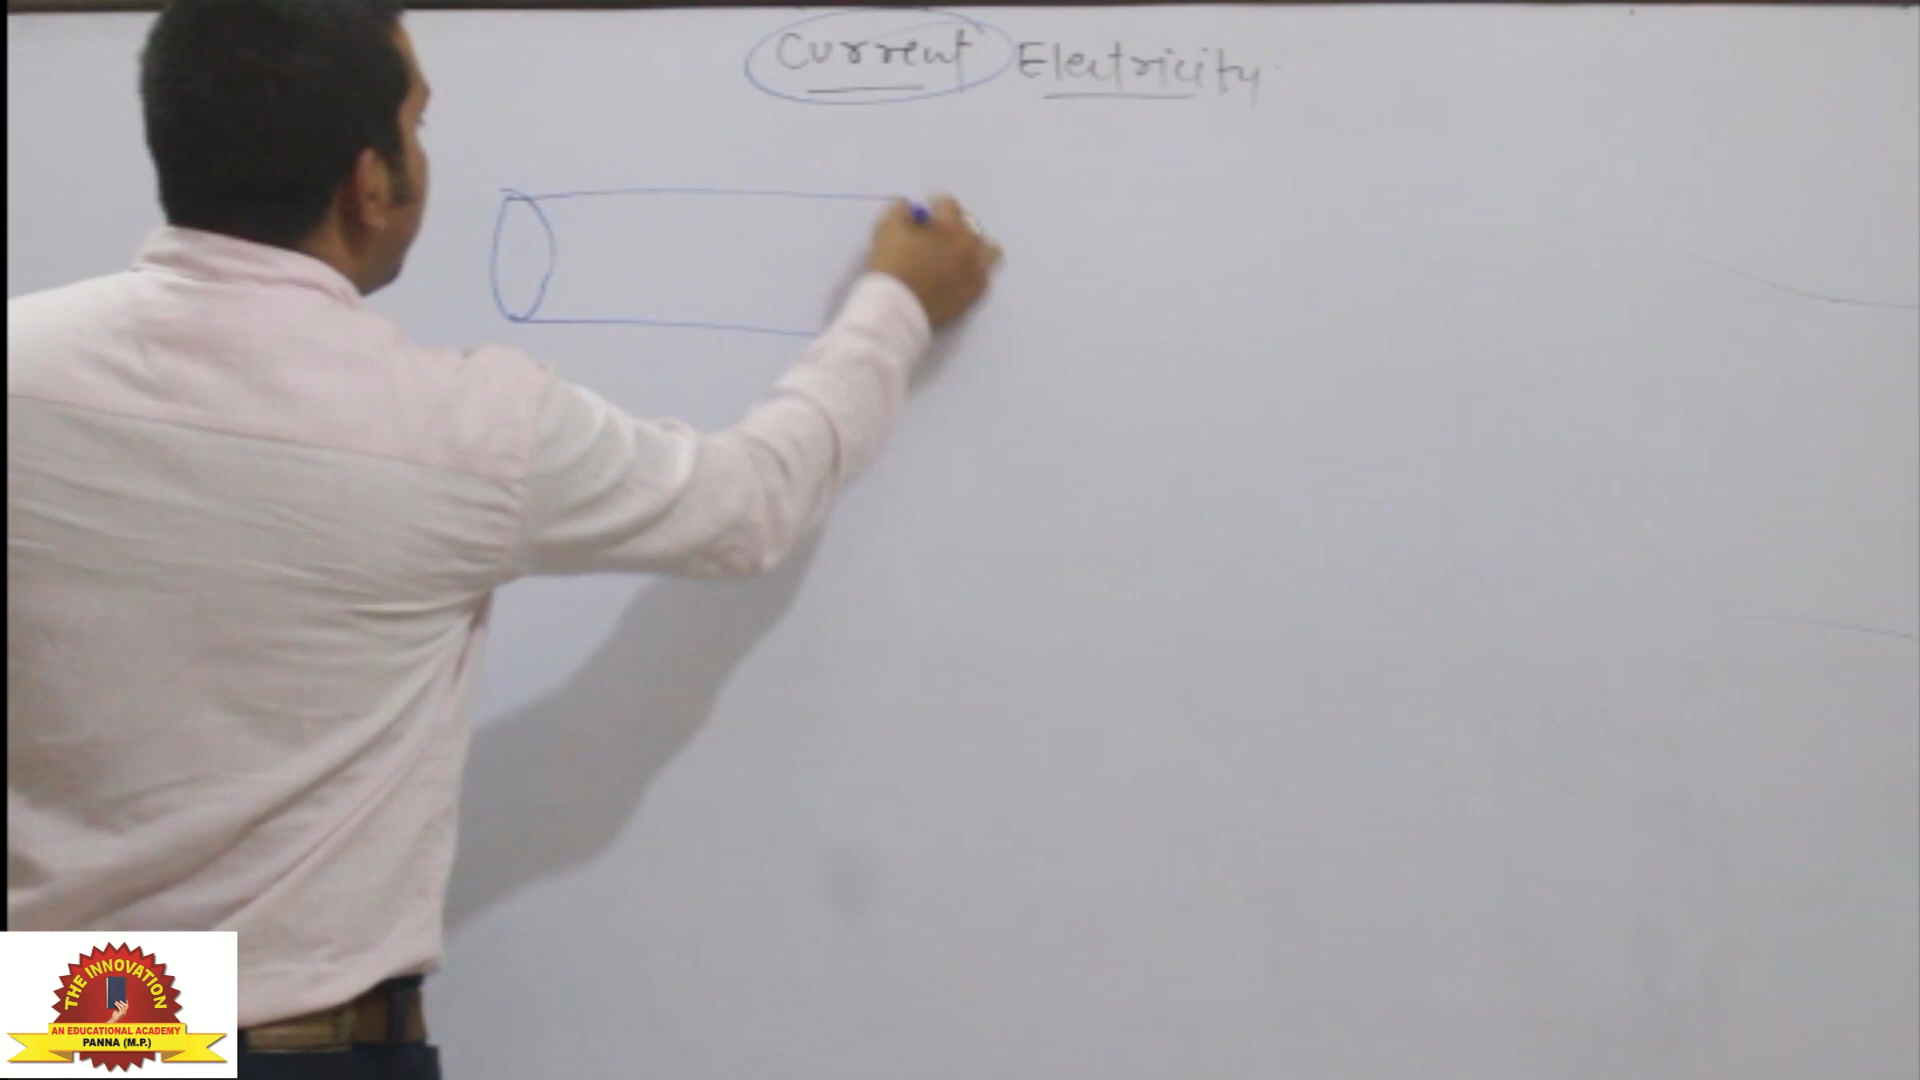 Current Electricity
THE INNOVATION
AN EDUCATIONAL ACADEMY
PANNA (M.P.)